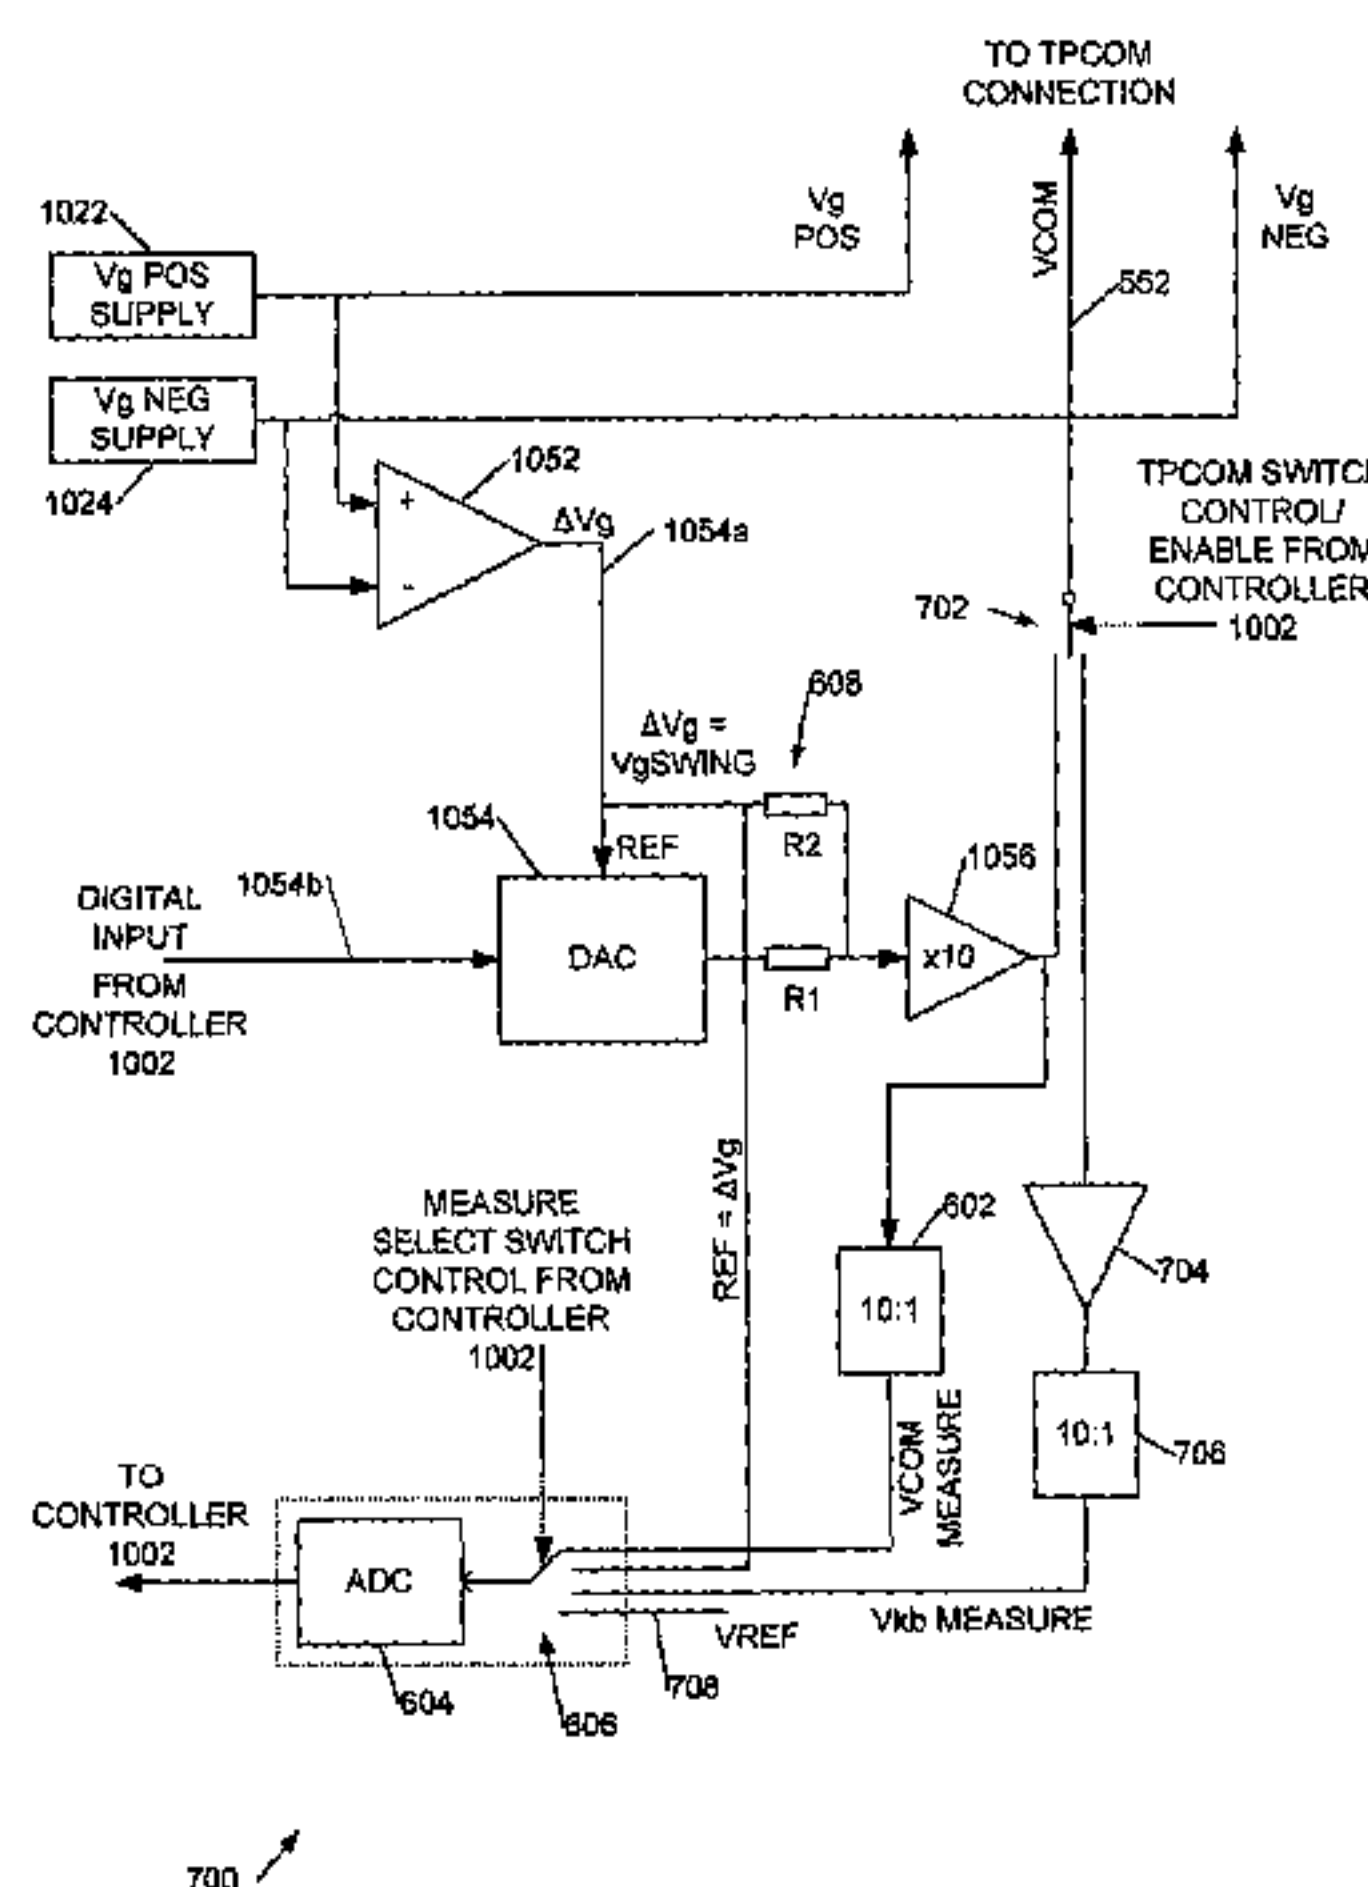 TO TPCOM
CONNECTION
Vg
POS
VCOM
Vg
NEG
1022
Vg POS
SUPPLY
552
Vg NEG
SUPPLY
1024
1052
+
-
ΔVg
1054a
TPCOM SWITCH
CONTROL/
ENABLE FROM
CONTROLLER
1002
702
608
ΔVg =
VgSWING
1054
REF
R2
1056
1054b
DIGITAL
INPUT
FROM
CONTROLLER
1002
DAC
R1
x10
REF = ΔVg
MEASURE
SELECT SWITCH
CONTROL FROM
CONTROLLER
1002
602
10:1
704
VCOM
MEASURE
10:1
706
TO
CONTROLLER
1002
ADC
Vkb MEASURE
VREF
708
604
606
700